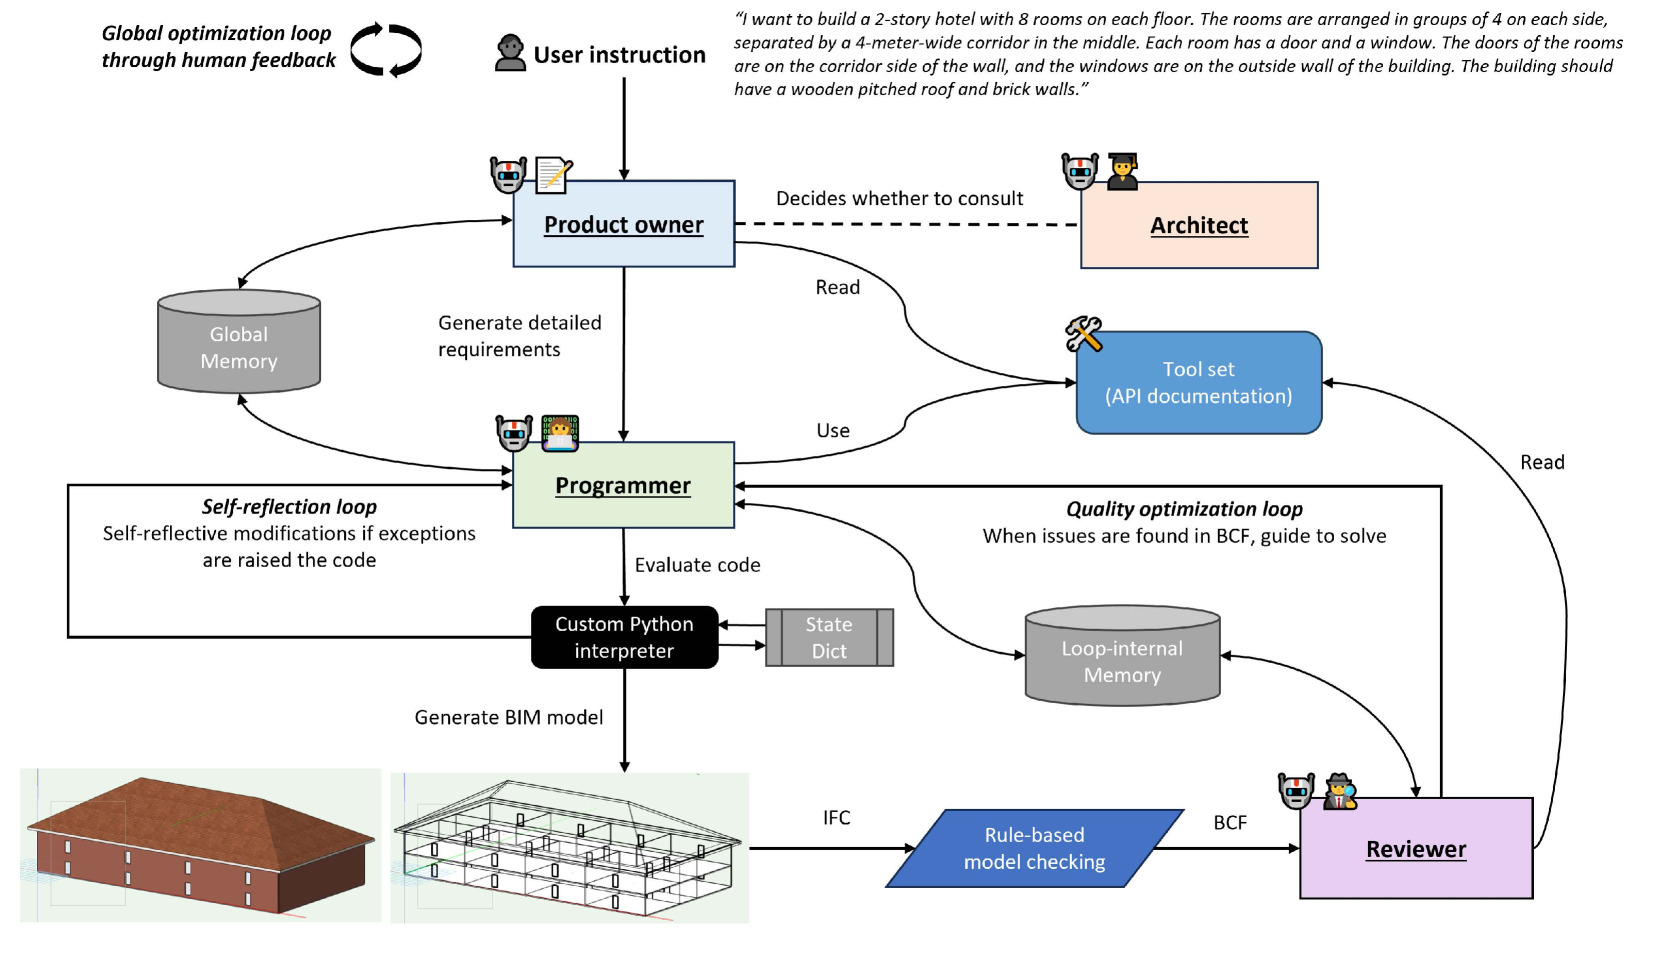 Global optimization loop
through human feedback
User instruction
“I want to build a 2-story hotel with 8 rooms on each floor. The rooms are arranged in groups of 4 on each side,
separated by a 4-meter-wide corridor in the middle. Each room has a door and a window. The doors of the rooms
are on the corridor side of the wall, and the windows are on the outside wall of the building. The building should
have a wooden pitched roof and brick walls.”
Product owner
Decides whether to consult
Architect
Read
Global
Memory
Generate detailed
requirements
Tool set
(API documentation)
Use
Read
Programmer
Self-reflection loop
Self-reflective modifications if exceptions
are raised the code
Quality optimization loop
When issues are found in BCF, guide to solve
Evaluate code
Custom Python
interpreter
State
Dict
Loop-internal
Memory
Generate BIM model
IFC
Rule-based
model checking
BCF
Reviewer